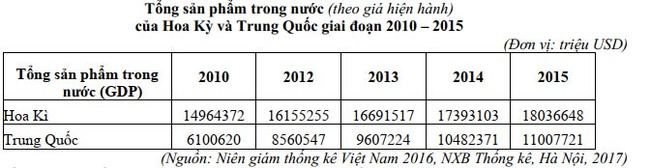 Tổng sản phẩm trong nước (theo giá hiện hành)
của Hoa Kỳ và Trung Quốc giai đoạn 2010 – 2015
(Đơn vị: triệu USD)
Tổng sản phẩm trong nước (GDP) 2010 2012 2013 2014 2015
Hoa Kì 14964372 16155255 16691517 17393103 18036648
Trung Quốc 6100620 8560547 9607224 10482371 11007721
(Nguồn: Niên giám thống kê Việt Nam 2016, NXB Thống kê, Hà Nội, 2017)